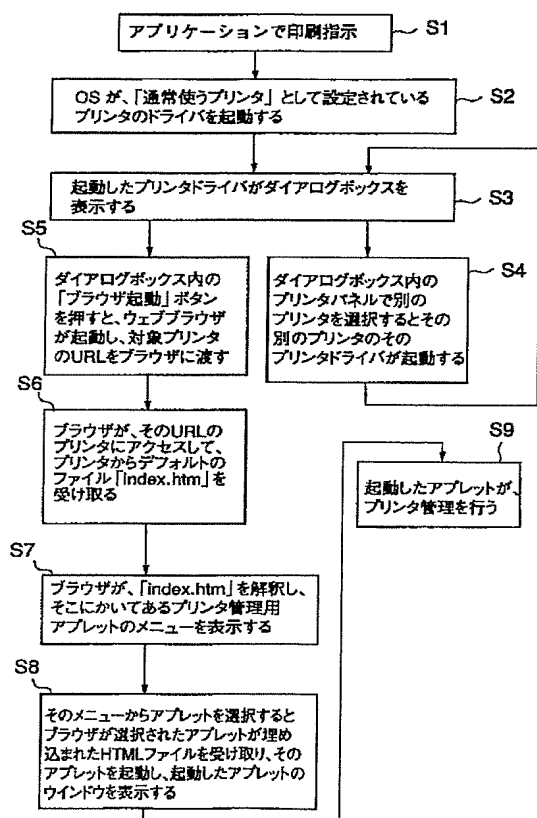 アプリケーションで印刷指示
S1
OS が、「通常使うプリンタ」として設定されている
プリンタのドライバを起動する
S2
起動したプリンタドライバがダイアログボックスを
表示する
S3
S5
ダイアログボックス内の
「ブラウザ起動」ボタン
を押すと、ウェブブラウザ
が起動し、対象プリンタ
のURLをブラウザに渡す
S4
ダイアログボックス内の
プリンタパネルで別の
プリンタを選択するとその
別のプリンタのその
プリンタドライバが起動する
S6
ブラウザが、そのURLの
プリンタにアクセスして、
プリンタからデフォルトの
ファイル「index.htm」を
受け取る
S9
起動したアプレットが、
プリンタ管理を行う
S7
ブラウザが、「index.htm」を解釈し、
そこにかいてあるプリンタ管理用
アプレットのメニューを表示する
S8
そのメニューからアプレットを選択すると
ブラウザが選択されたアプレットが埋め
込まれたHTMLファイルを受け取り、その
アプレットを起動し、起動したアプレットの
ウインドウを表示する